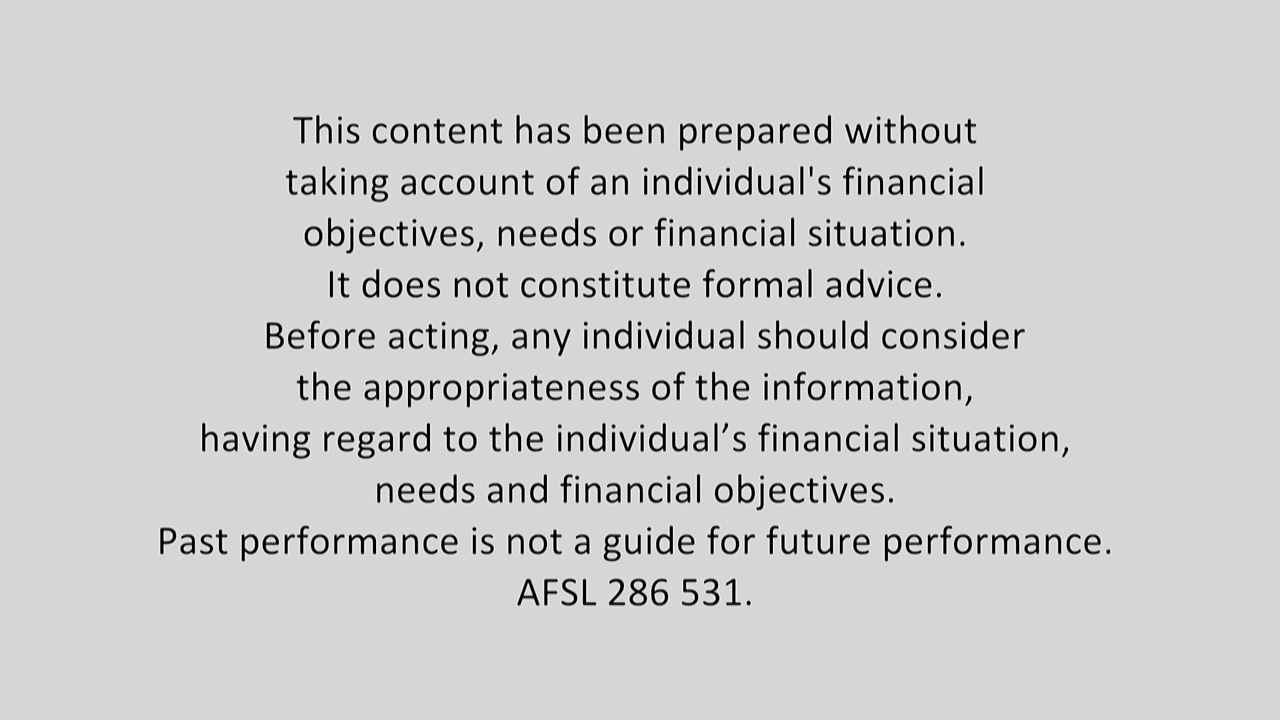 This content has been prepared without
taking account of an individual's financial
objectives, needs or financial situation.
It does not constitute formal advice.
Before acting, any individual should consider
the appropriateness of the information,
having regard to the individual’s financial situation,
needs and financial objectives.
Past performance is not a guide for future performance.
AFSL 286 531.